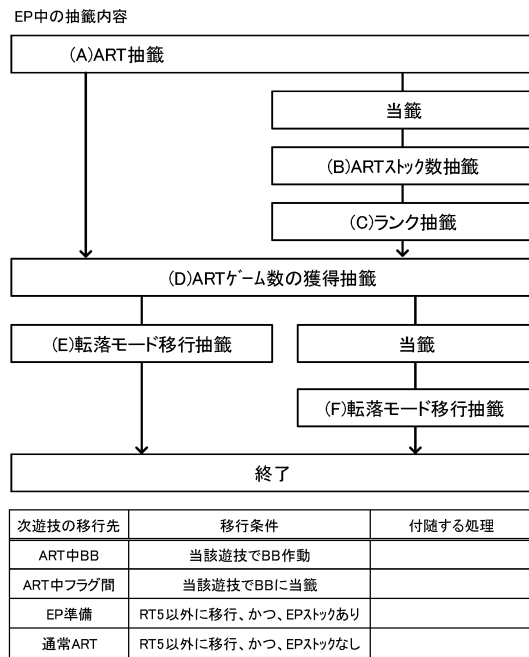 EP中の抽籤内容
(A)ART抽籤
当籤
(B)ARTストック数抽籤
(C)ランク抽籤
(D)ARTゲーム数の獲得抽籤
(E)転落モード移行抽籤
当籤
(F)転落モード移行抽籤
終了
次遊技の移行先 移行条件 付随する処理
ART中BB 当該遊技でBB作動
ART中フラグ間 当該遊技でBBに当籤
EP準備 RT5以外に移行、かつ、EPストックあり
通常ART RT5以外に移行、かつ、EPストックなし